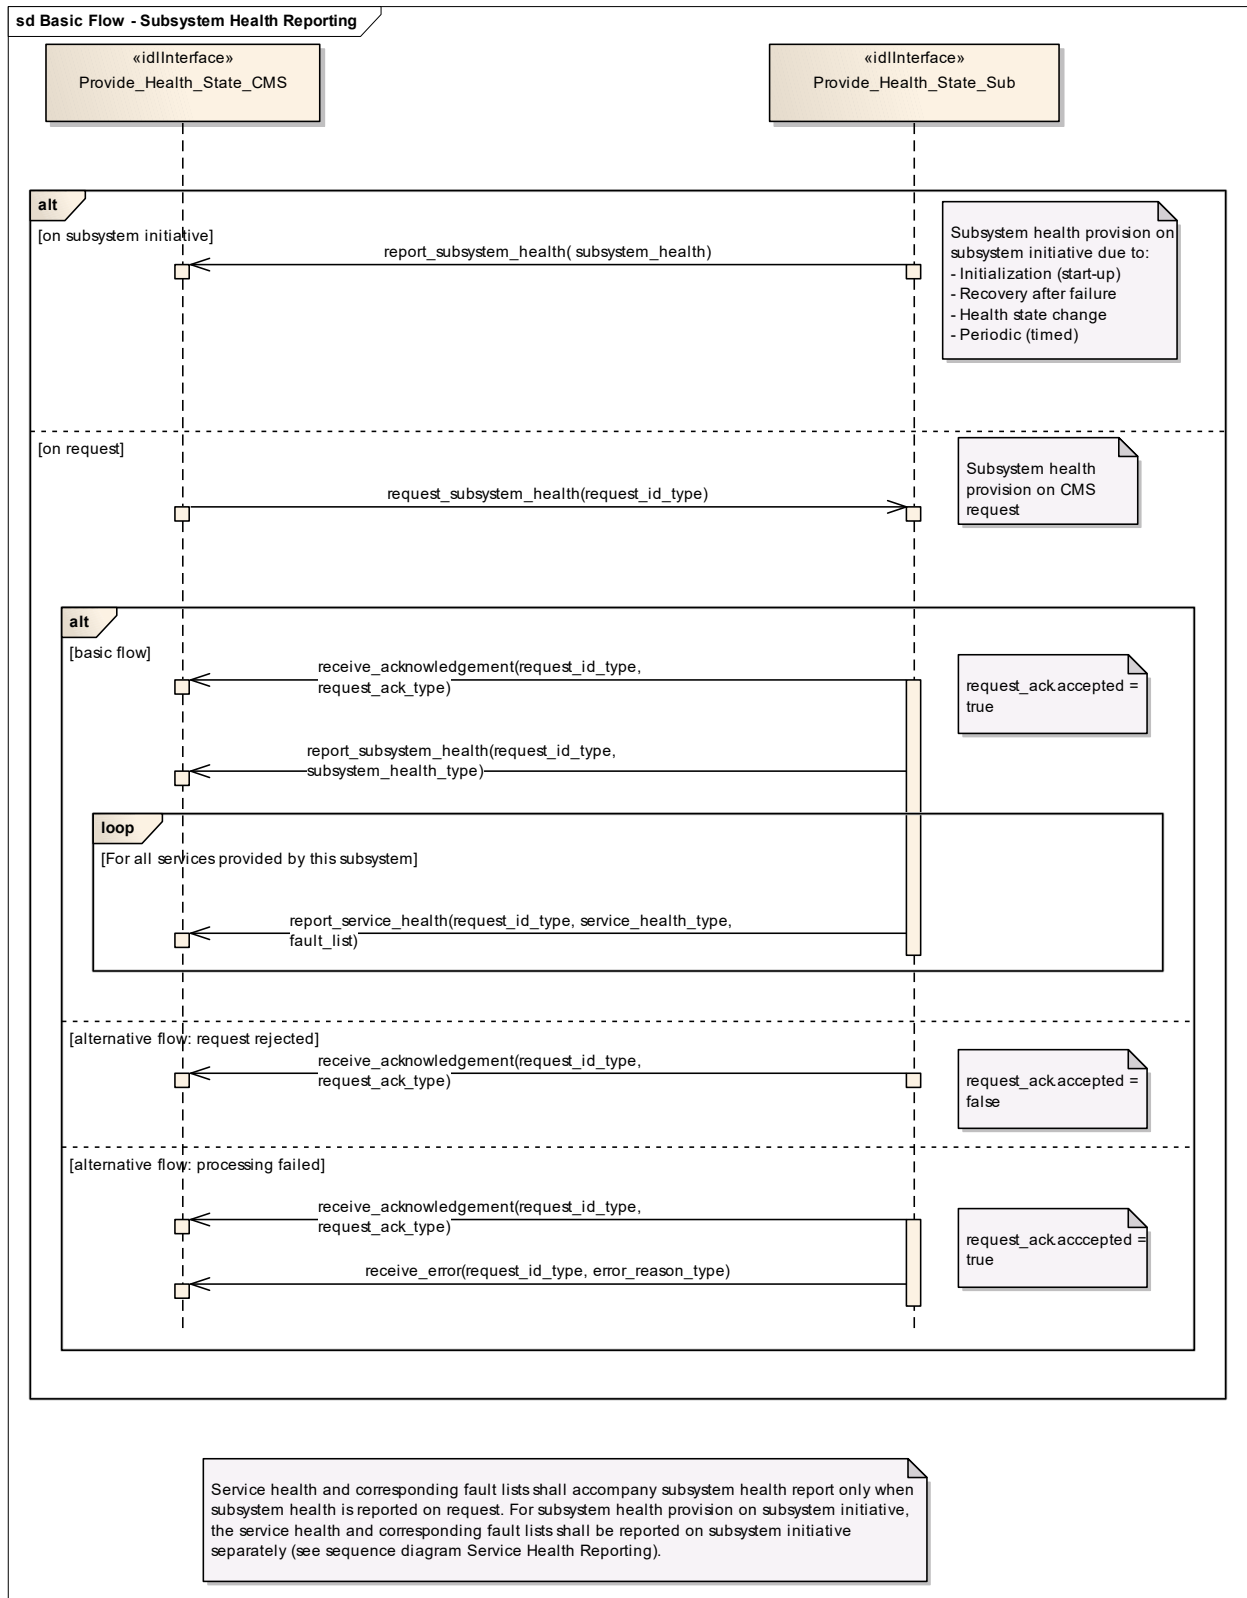 sd Basic Flow - Subsystem Health Reporting
«idlInterface»
Provide_Health_State_CMS
«idlInterface»
Provide_Health_State_Sub
alt
[on subsystem initiative]
report_subsystem_health( subsystem_health)
Subsystem health provision on
subsystem initiative due to:
- Initialization (start-up)
- Recovery after failure
- Health state change
- Periodic (timed)
[on request]
request_subsystem_health(request_id_type)
Subsystem health
provision on CMS
request
alt
[basic flow]
receive_acknowledgement(request_id_type,
request_ack_type)
request_ack.accepted =
true
report_subsystem_health(request_id_type,
subsystem_health_type)
loop
[For all services provided by this subsystem]
report_service_health(request_id_type, service_health_type,
fault_list)
[alternative flow: request rejected]
receive_acknowledgement(request_id_type,
request_ack_type)
request_ack.accepted =
false
[alternative flow: processing failed]
receive_acknowledgement(request_id_type,
request_ack_type)
request_ack.acccepted =
true
receive_error(request_id_type, error_reason_type)
Service health and corresponding fault lists shall accompany subsystem health report only when
subsystem health is reported on request. For subsystem health provision on subsystem initiative,
the service health and corresponding fault lists shall be reported on subsystem initiative
separately (see sequence diagram Service Health Reporting).